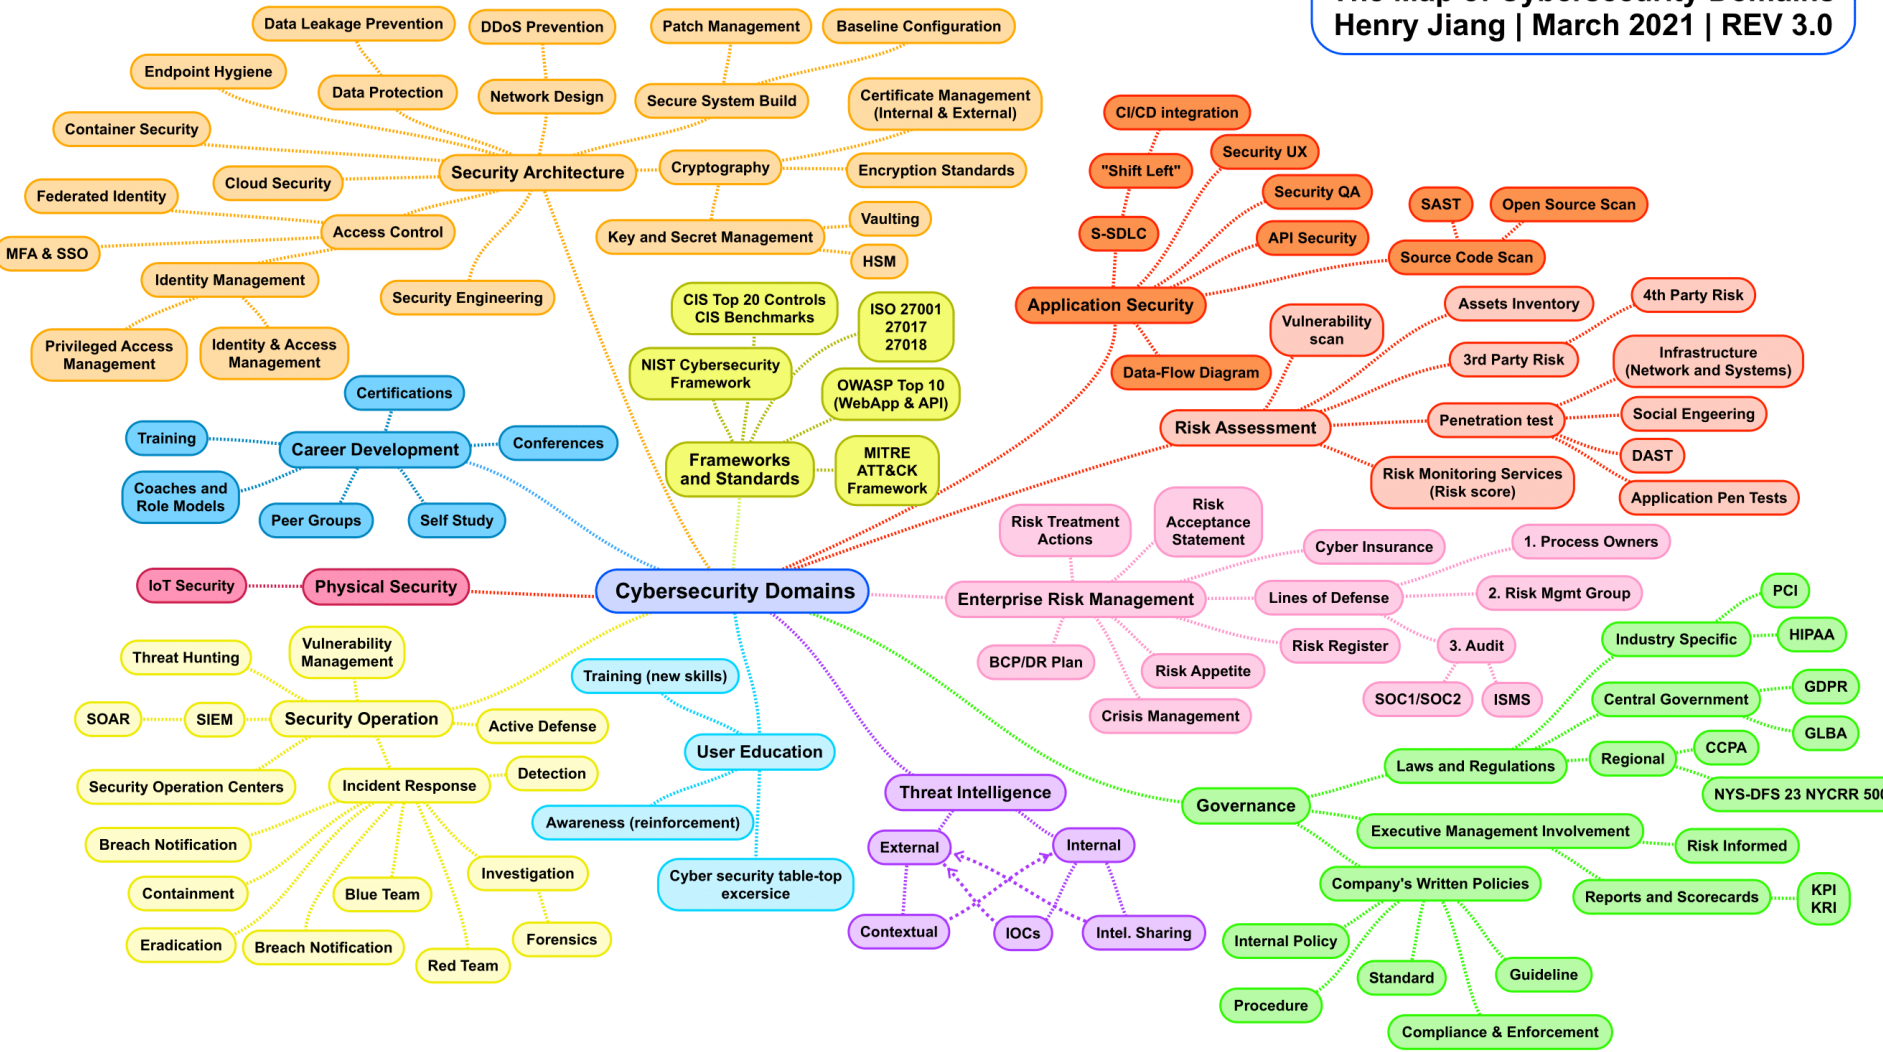 The Map of Cybersecurity Domains
Henry Jiang | March 2021 | REV 3.0
Data Leakage Prevention
DDoS Prevention
Patch Management
Baseline Configuration
Endpoint Hygiene
Data Protection
Network Design
Secure System Build
Certificate Management
(Internal & External)
Container Security
Security Architecture
Cryptography
Encryption Standards
Cloud Security
Federated Identity
Access Control
Vaulting
Key and Secret Management
HSM
MFA & SSO
Identity Management
Security Engineering
Privileged Access
Management
Identity & Access
Management
CI/CD integration
Security UX
"Shift Left"
Security QA
SAST
Open Source Scan
S-SDLC
API Security
Source Code Scan
Application Security
Data-Flow Diagram
CIS Top 20 Controls
CIS Benchmarks
ISO 27001
27017
27018
NIST Cybersecurity
Framework
OWASP Top 10
(WebApp & API)
Frameworks
and Standards
MITRE
ATT&CK
Framework
Vulnerability
scan
Assets Inventory
4th Party Risk
3rd Party Risk
Infrastructure
(Network and Systems)
Risk Assessment
Penetration test
Social Engeering
DAST
Risk Monitoring Services
(Risk score)
Application Pen Tests
Certifications
Training
Career Development
Conferences
Coaches and
Role Models
Peer Groups
Self Study
IoT Security
Physical Security
Cybersecurity Domains
Risk Treatment
Actions
Risk
Acceptance
Statement
Cyber Insurance
1. Process Owners
Enterprise Risk Management
Lines of Defense
2. Risk Mgmt Group
Risk Register
3. Audit
BCP/DR Plan
Risk Appetite
SOC1/SOC2
ISMS
Crisis Management
PCI
Industry Specific
HIPAA
Central Government
GDPR
GLBA
Laws and Regulations
Regional
CCPA
NYS-DFS 23 NYCRR 500
Governance
Executive Management Involvement
Risk Informed
Company's Written Policies
Reports and Scorecards
KPI
KRI
Internal Policy
Standard
Guideline
Procedure
Compliance & Enforcement
Threat Hunting
Vulnerability
Management
SOAR
SIEM
Security Operation
Active Defense
Security Operation Centers
Incident Response
Detection
Breach Notification
Containment
Blue Team
Investigation
Eradication
Breach Notification
Red Team
Forensics
Training (new skills)
User Education
Awareness (reinforcement)
Cyber security table-top
excersice
Threat Intelligence
External
Internal
Contextual
IOCs
Intel. Sharing